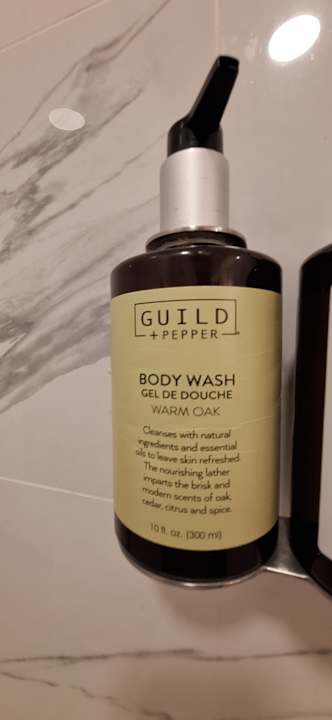 GUILD
+ PEPPER
BODY WASH
GEL DE DOUCHE
WARM OAK
Cleanses with natural
ingredients and essential
oils to leave skin refreshed.
The nourishing lather
imparts the brisk and
modern scents of oak,
cedar, citrus and spice.
10 fl. oz. (300 ml)